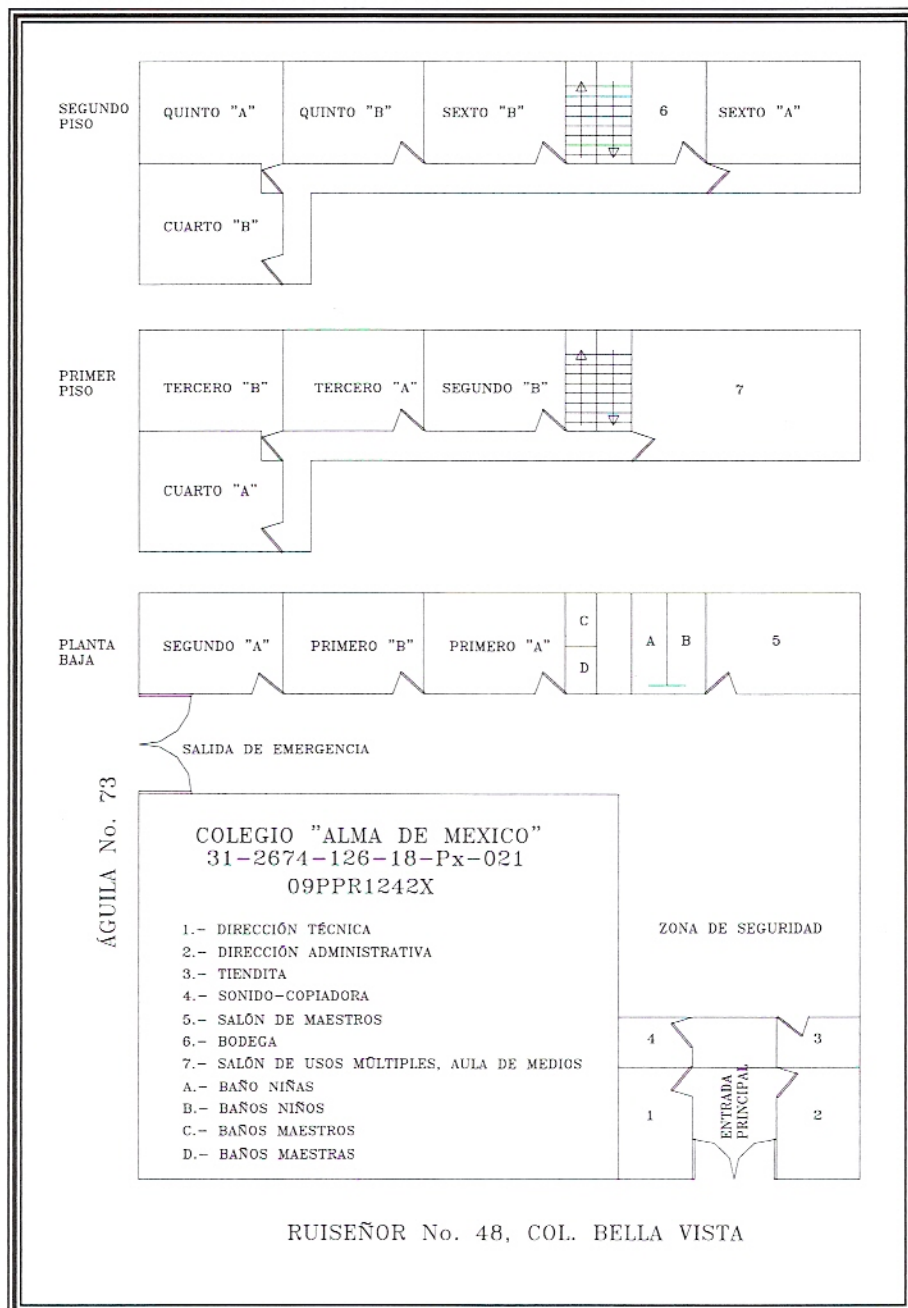 SEGUNDO
PISO
QUINTO "A"
QUINTO "B"
SEXTO "B"
6
SEXTO "A"
CUARTO "B"
PRIMER
PISO
TERCERO "B"
TERCERO "A"
SEGUNDO "B"
7
CUARTO "A"
PLANTA
BAJA
SEGUNDO "A"
PRIMERO "B"
PRIMERO "A"
C
D
A
B
5
SALIDA DE EMERGENCIA
ÁGUILA No. 73
COLEGIO "ALMA DE MEXICO"
31-2674-126-18-Px-021
09PPR1242X
1.- DIRECCIÓN TÉCNICA
2.- DIRECCIÓN ADMINISTRATIVA
3.- TIENDITA
4.- SONIDO-COPIADORA
5.- SALÓN DE MAESTROS
6.- BODEGA
7.- SALÓN DE USOS MÚLTIPLES, AULA DE MEDIOS
A.- BAÑO NIÑAS
B.- BAÑOS NIÑOS
C.- BAÑOS MAESTROS
D.- BAÑOS MAESTRAS
ZONA DE SEGURIDAD
4
3
1
ENTRADA
PRINCIPAL
2
RUISEÑOR No. 48, COL. BELLA VISTA